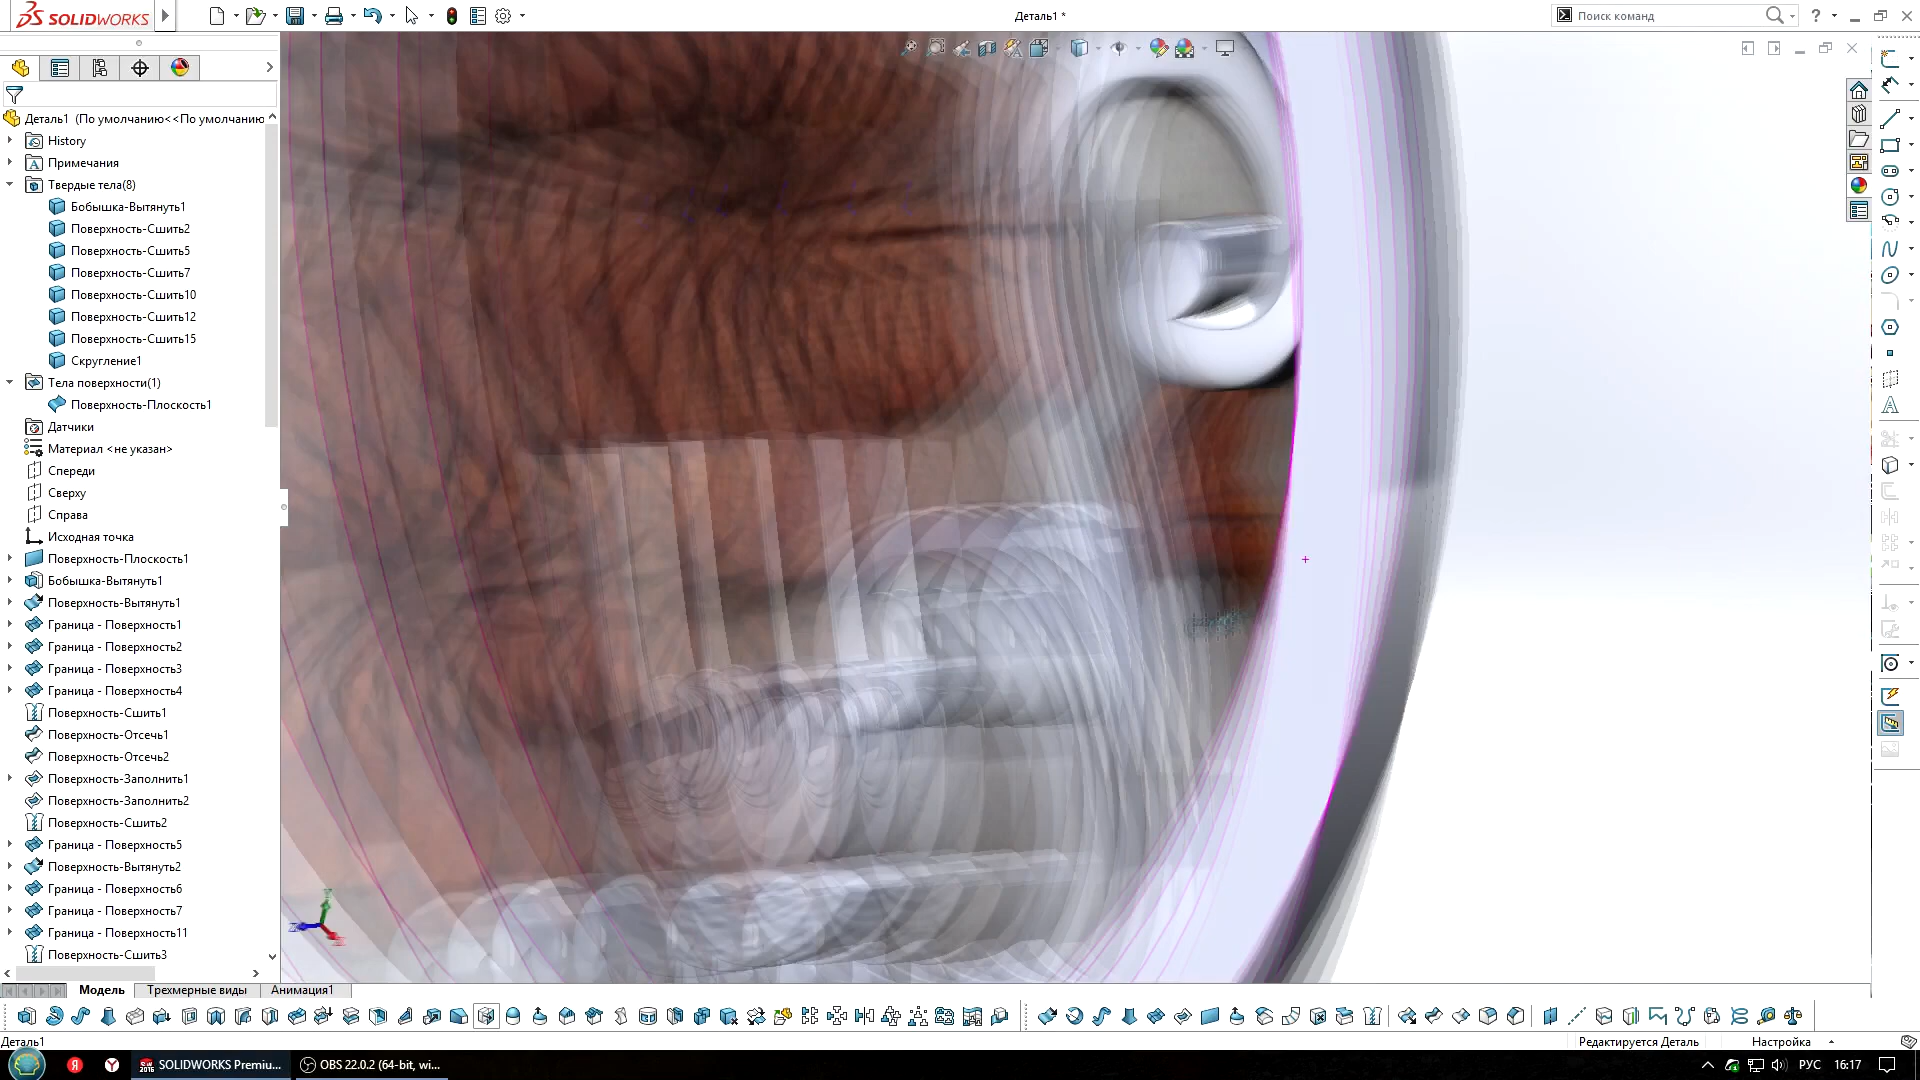 SOLIDWORKS
Деталь1 *
Поиск команд
Деталь1 (По умолчанию<<По умолчанию
History
Примечания
Твердые тела(8)
Бобышка-Вытянуть1
Поверхность-Сшить2
Поверхность-Сшить5
Поверхность-Сшить7
Поверхность-Сшить10
Поверхность-Сшить12
Поверхность-Сшить15
Скругление1
Тела поверхности(1)
Поверхность-Плоскость1
Датчики
Материал <не указан>
Спереди
Сверху
Справа
Исходная точка
Поверхность-Плоскость1
Бобышка-Вытянуть1
Поверхность-Вытянуть1
Граница - Поверхность1
Граница - Поверхность2
Граница - Поверхность3
Граница - Поверхность4
Поверхность-Сшить1
Поверхность-Отсечь1
Поверхность-Отсечь2
Поверхность-Заполнить1
Поверхность-Заполнить2
Поверхность-Сшить2
Граница - Поверхность5
Поверхность-Вытянуть2
Граница - Поверхность6
Граница - Поверхность7
Граница - Поверхность11
Поверхность-Сшить3
Модель Трехмерные виды Анимация1
Деталь1 Редактируется Деталь Настройка
SOLIDWORKS Premiu... OBS 22.0.2 (64-bit, wi... РУС 16:17